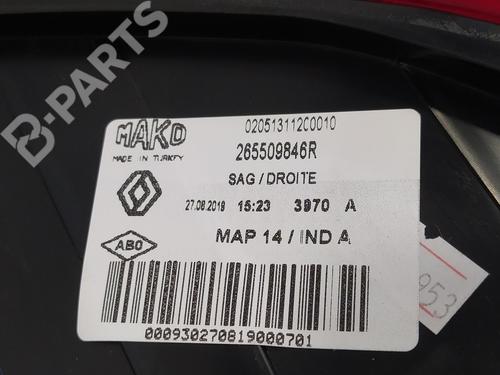 B-PARTS
020513112C0010
MAKO
MADE IN TURKEY
265509846R
SAG / DROITE
27.08.2019 15:23 3970 A
ABO
MAP 14 / IND A
000930270819000701
953